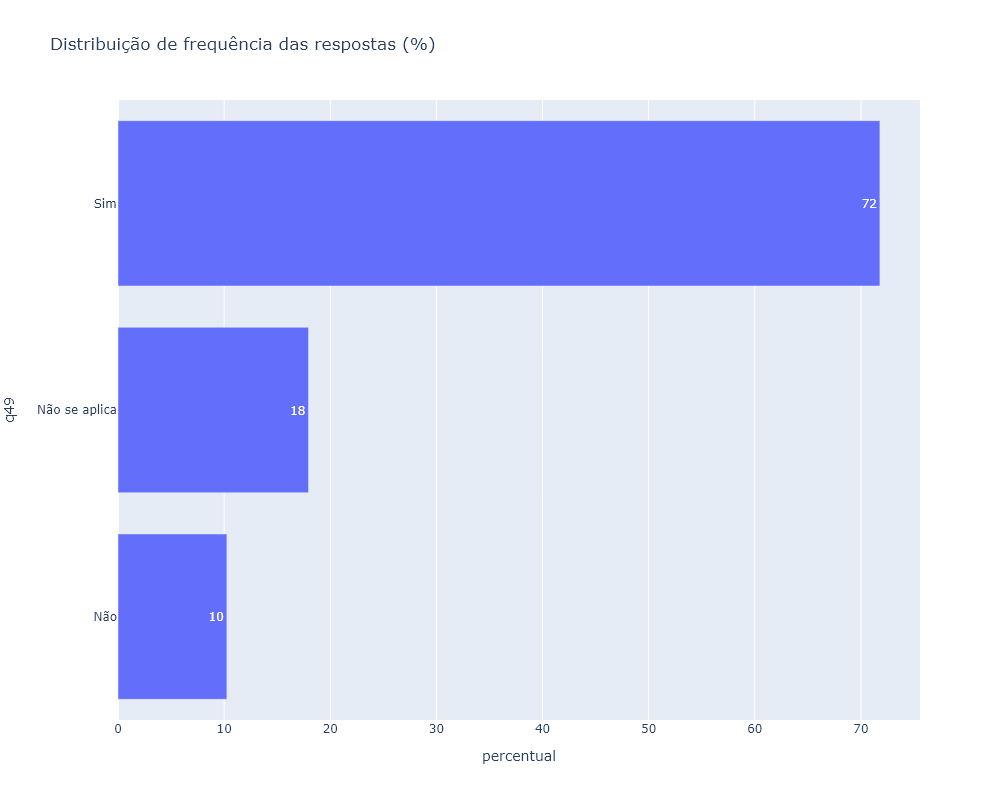 Distribuição de frequência das respostas (%)
Sim
72
Não se aplica
18
q49
Não
10
0 10 20 30 40 50 60 70
percentual